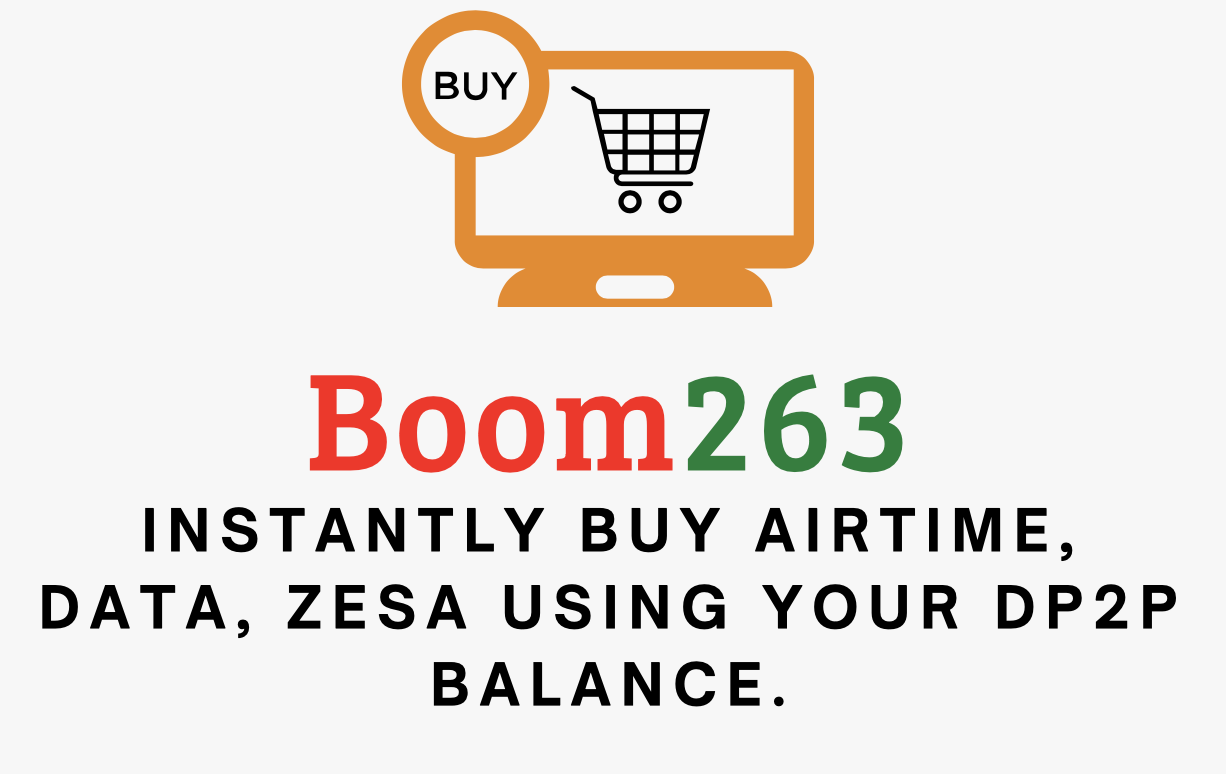 BUY
Boom263
INSTANTLY BUY AIRTIME,
DATA, ZESA USING YOUR DP2P
BALANCE.